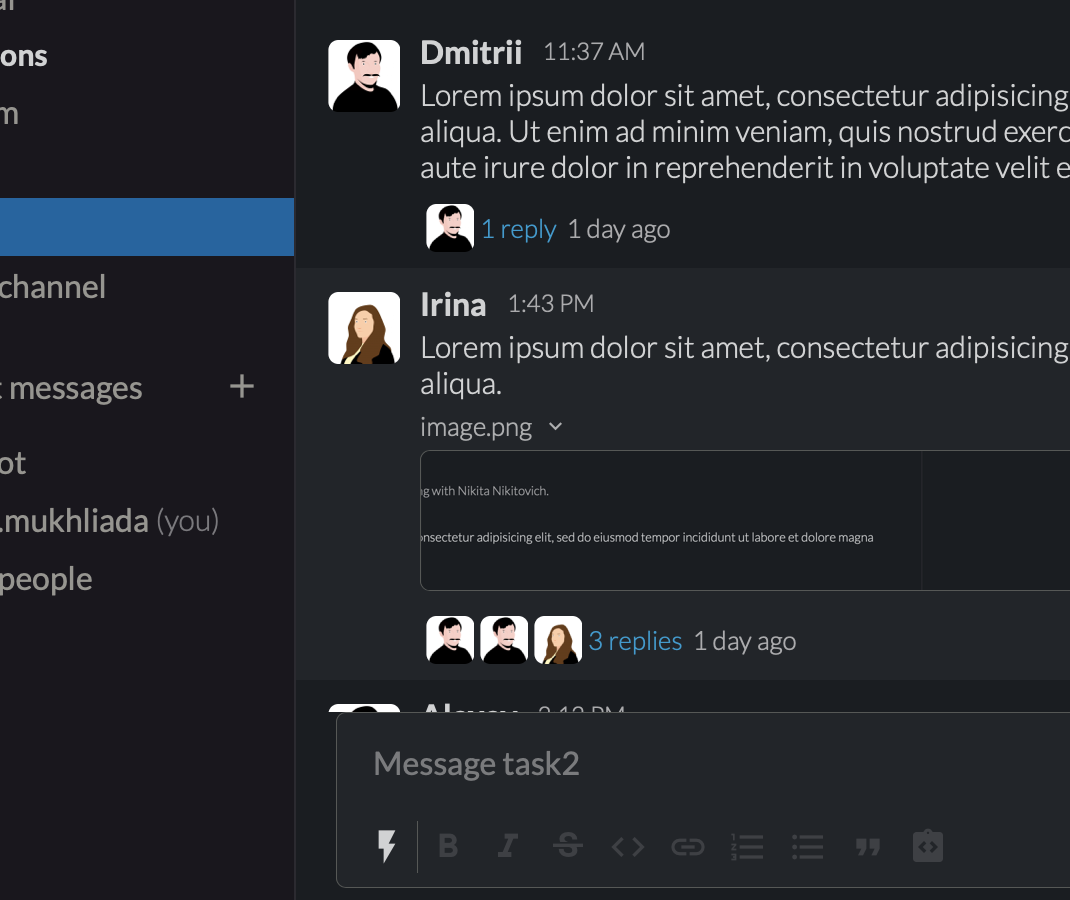 ons
m
channel
messages
ot
.mukhliada (you)
people
Dmitrii 11:37 AM
Lorem ipsum dolor sit amet, consectetur adipisicing
aliqua. Ut enim ad minim veniam, quis nostrud exerc
aute irure dolor in reprehenderit in voluptate velit e
1 reply 1 day ago
Irina 1:43 PM
Lorem ipsum dolor sit amet, consectetur adipisicing
aliqua.
image.png
ng with Nikita Nikitovich.
onsectetur adipisicing elit, sed do eiusmod tempor incididunt ut labore et dolore magna
3 replies 1 day ago
Message task2
B I S